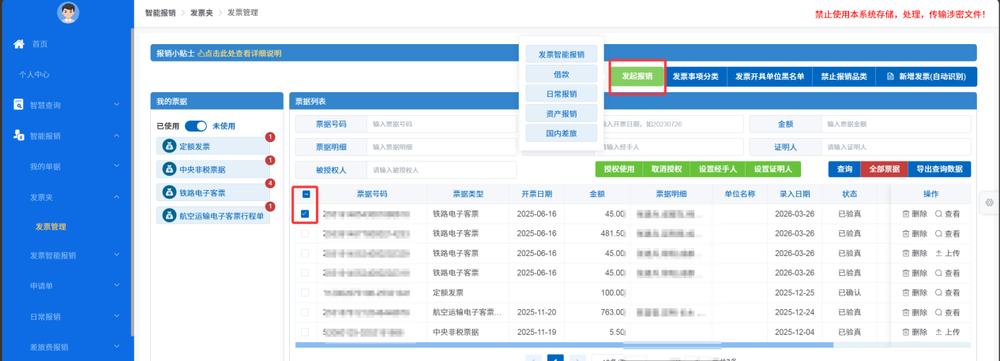 智能报销 > 发票夹 > 发票管理
禁止使用本系统存储，处理，传输涉密文件！
首页
个人中心
智慧查询
智能报销
我的单据
发票夹
发票管理
发票智能报销
申请单
日常报销
差旅费报销
报销小贴士 点击此处查看详细说明
发票智能报销
借款
日常报销
资产报销
国内差旅
发起报销 发票事项分类 发票开具单位黑名单 禁止报销品类 新增发票(自动识别)
我的票据
已使用 未使用
定额发票 1
中央非税票据 1
铁路电子客票 4
航空运输电子客票行程单 1
票据列表
票据号码 输入票据号码 输入开票日期，如20230726 金额 输入票据金额
票据明细 输入票据明细 请输入经手人 证明人 请输入证明人
被授权人 请输入被授权人 授权使用 取消授权 设置经手人 设置证明人 查询 全部票据 导出查询数据
票据号码 票据类型 开票日期 金额 票据明细 单位名称 录入日期 状态 操作
铁路电子客票 2025-06-16 45.00 2026-03-26 已验真 删除 查看
铁路电子客票 2025-06-16 481.50 2026-03-26 已验真 删除 查看
铁路电子客票 2025-06-16 45.00 2026-03-26 已验真 删除 上传
铁路电子客票 2025-06-16 45.00 2026-03-26 已验真 删除 查看
定额发票 100.00 2025-12-25 已确认 删除 查看
航空运输电子客票... 2025-11-20 763.00 2025-12-24 已验真 删除 查看
中央非税票据 2025-11-19 5.50 2025-12-04 已验真 删除 上传